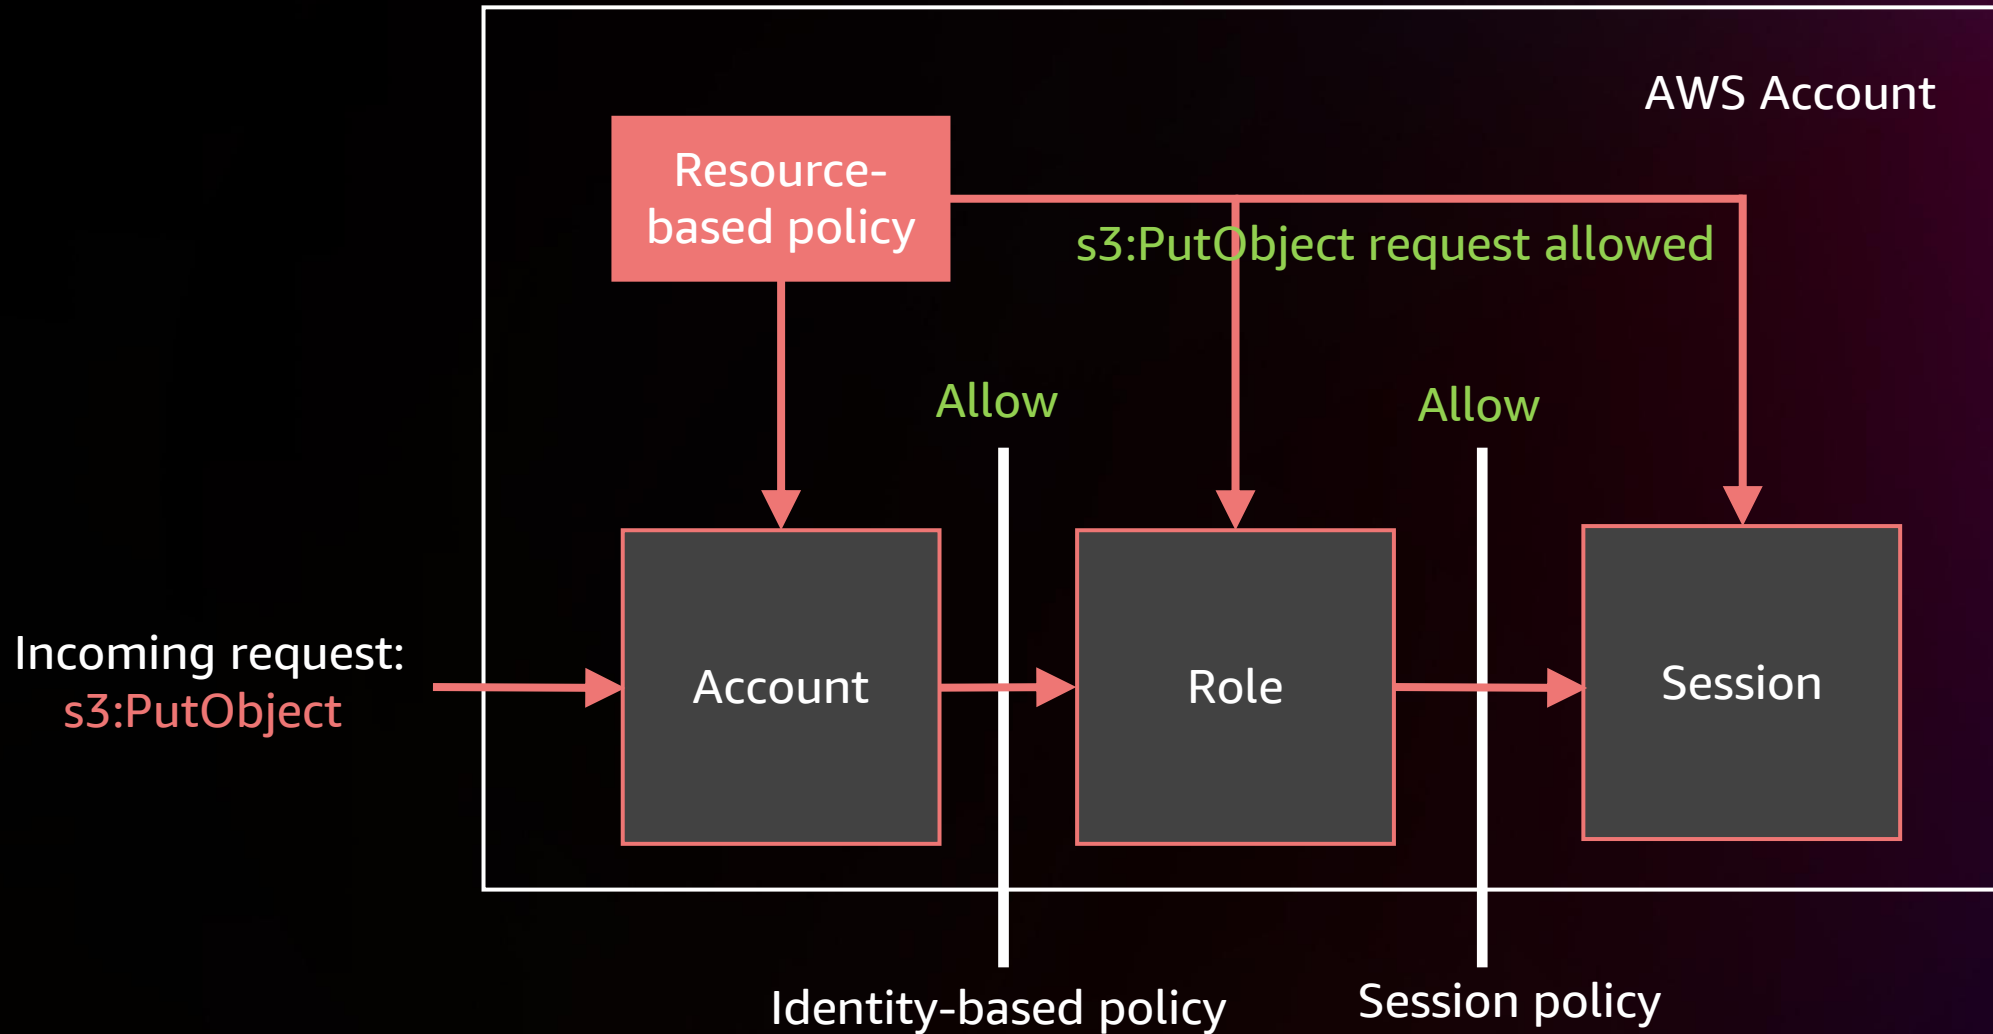 AWS Account
Resource-
based policy
s3:PutObject request allowed
Allow
Allow
Incoming request:
s3:PutObject
Account
Role
Session
Identity-based policy
Session policy